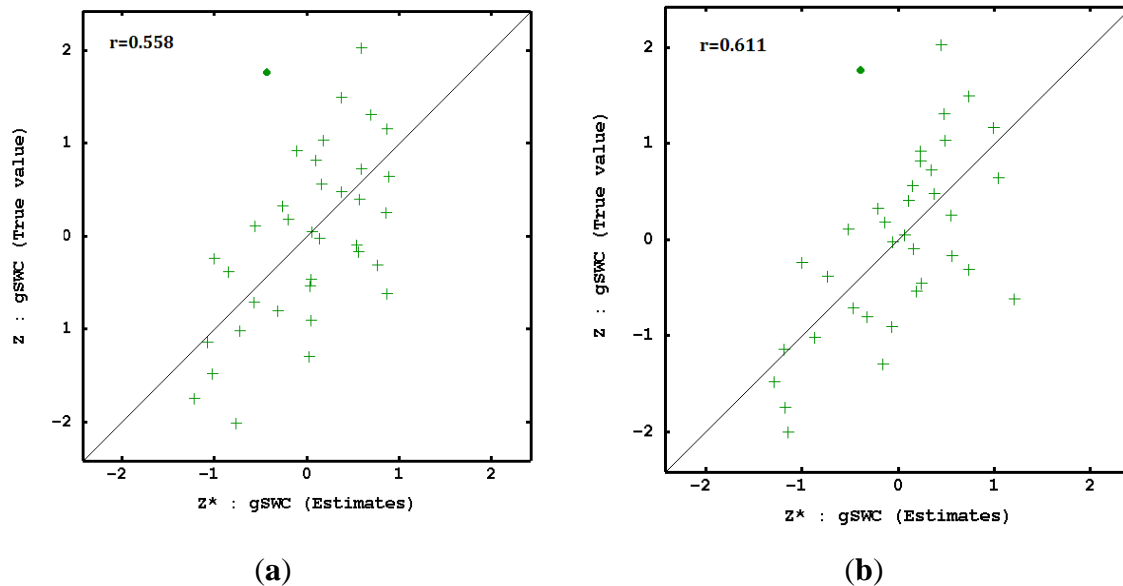 r=0.558
Z : gSWC (True value)
2
1
0
1
−2
−2 −1 0 1 2
Z* : gSWC (Estimates)
(a)
r=0.611
Z : gSWC (True value)
2
1
0
−1
−2
−2 −1 0 1 2
Z* : gSWC (Estimates)
(b)